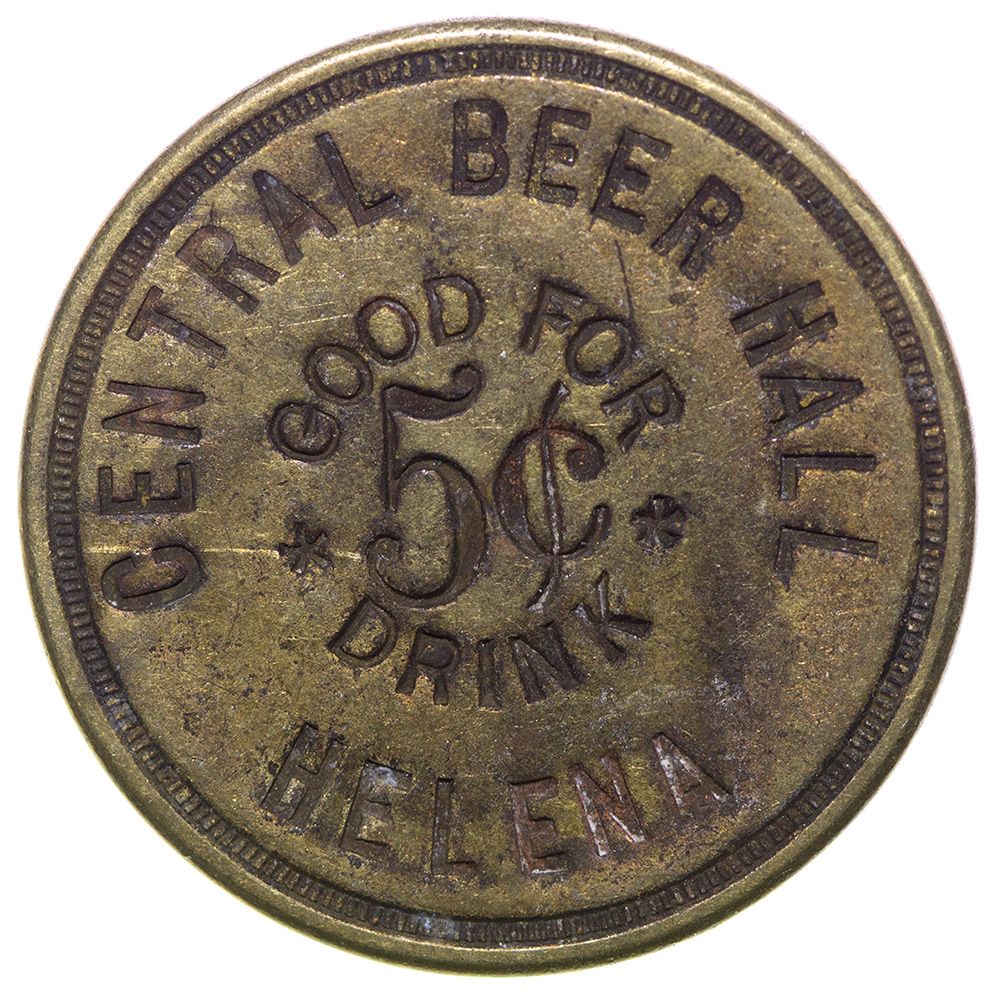 CENTRAL BEER HALL
GOOD FOR
5¢
* DRINK *
HELENA